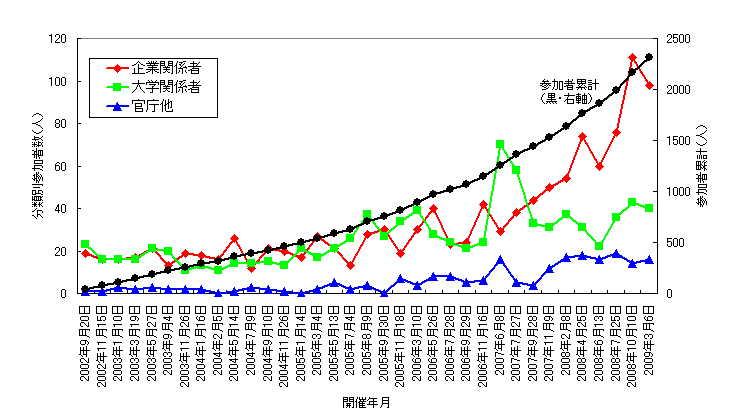 120
100
80
60
40
20
0
分類別参加者数(人)
企業関係者
大学関係者
官庁他
参加者累計
(黒・右軸)
2500
2000
1500
1000
500
0
参加者累計(人)
2002年9月20日
2002年11月15日
2003年1月10日
2003年3月19日
2003年5月27日
2003年9月4日
2003年11月26日
2004年1月16日
2004年2月5日
2004年5月14日
2004年7月9日
2004年9月10日
2004年11月26日
2005年1月14日
2005年3月4日
2005年5月13日
2005年7月4日
2005年8月9日
2005年9月30日
2005年11月18日
2006年3月10日
2006年5月26日
2006年7月28日
2006年9月29日
2006年11月16日
2007年6月8日
2007年7月27日
2007年9月28日
2007年11月9日
2008年2月8日
2008年4月25日
2008年6月13日
2008年7月25日
2008年10月10日
2009年3月6日
開催年月